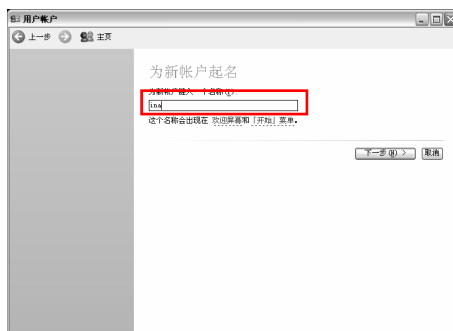 用户帐户
上一步 主页
为新帐户起名
为新帐户键入一个名称(T):
ina
这个名称会出现在 欢迎屏幕和「开始」菜单。
下一步(N) > 取消